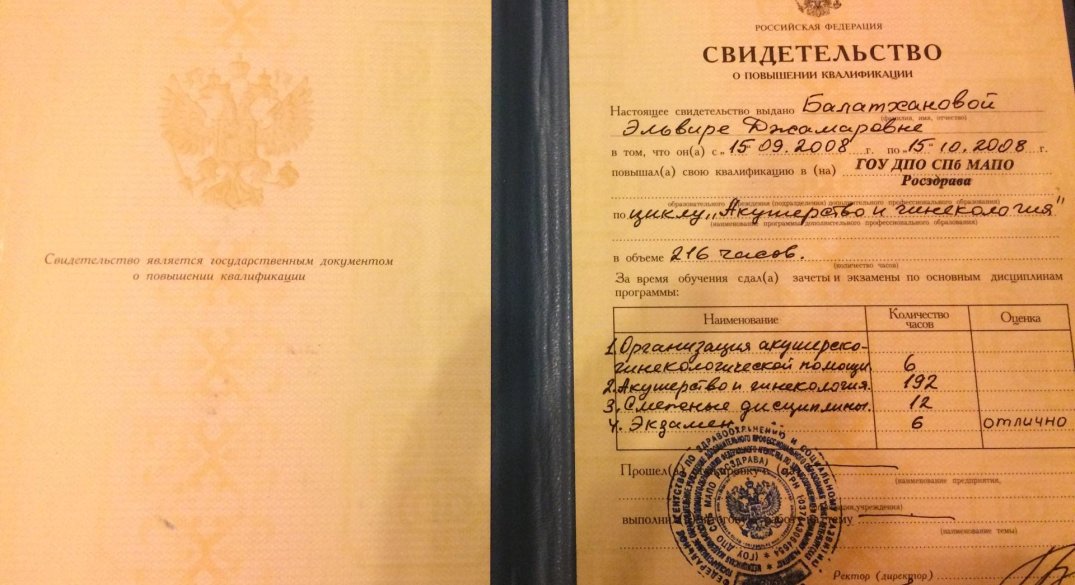 Свидетельство является государственным документом
о повышении квалификации
РОССИЙСКАЯ ФЕДЕРАЦИЯ
СВИДЕТЕЛЬСТВО
О ПОВЫШЕНИИ КВАЛИФИКАЦИИ
Настоящее свидетельство выдано Балатхановой
(фамилия, имя, отчество)
Эльвире Джамаровне
в том, что он(а) с „15 09. 2008 г. по „15-10. 2008 г.
повышал(а) свою квалификацию в (на) ГОУ ДПО СПб МАПО
Росздрава
образовательного учреждения (подразделения) дополнительного профессионального образования)
по циклу „Акушерство и гинекология"
(наименование программы дополнительного профессионального образования)
в объеме 216 часов.
(количество часов)
За время обучения сдал(а) зачеты и экзамены по основным дисциплинам
программы:
Наименование Количество часов Оценка
1. Организация акушерско-
гинекологической помощи 6
2. Акушерство и гинекология. 192
3. Смежные дисциплины. 12
4. Экзамен. 6 отлично
Прошел(а)
(наименование предприятия,
учреждения)
выполнил
тему
(наименование темы)
Ректор (директор)